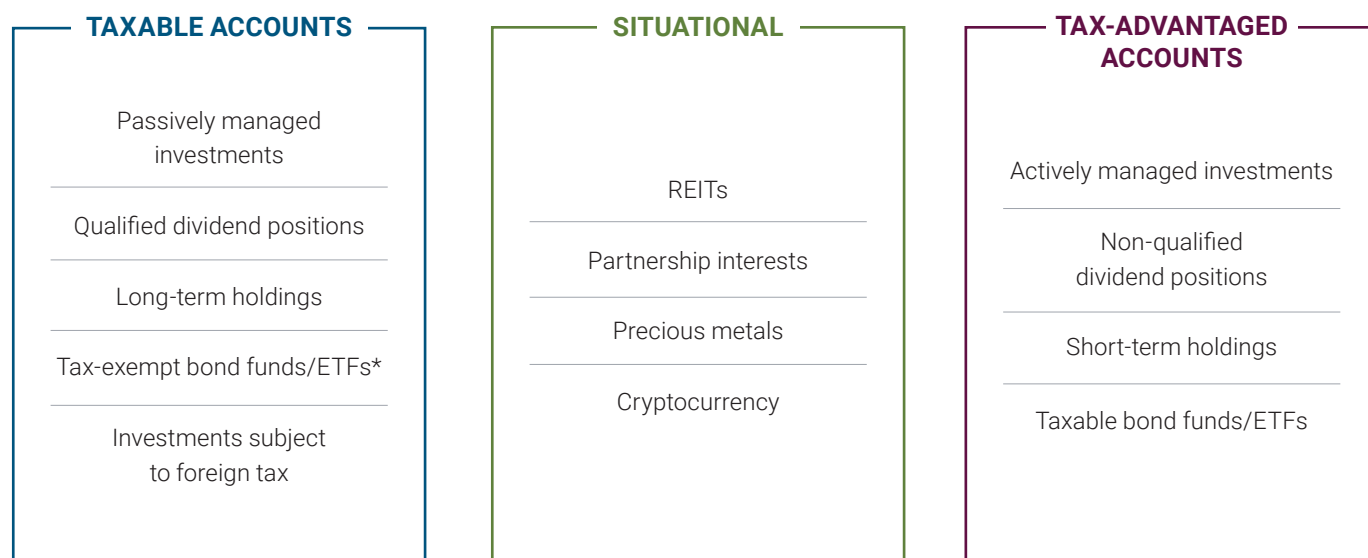 TAXABLE ACCOUNTS
Passively managed
investments
Qualified dividend positions
Long-term holdings
Tax-exempt bond funds/ETFs*
Investments subject
to foreign tax
SITUATIONAL
REITs
Partnership interests
Precious metals
Cryptocurrency
TAX-ADVANTAGED
ACCOUNTS
Actively managed investments
Non-qualified
dividend positions
Short-term holdings
Taxable bond funds/ETFs